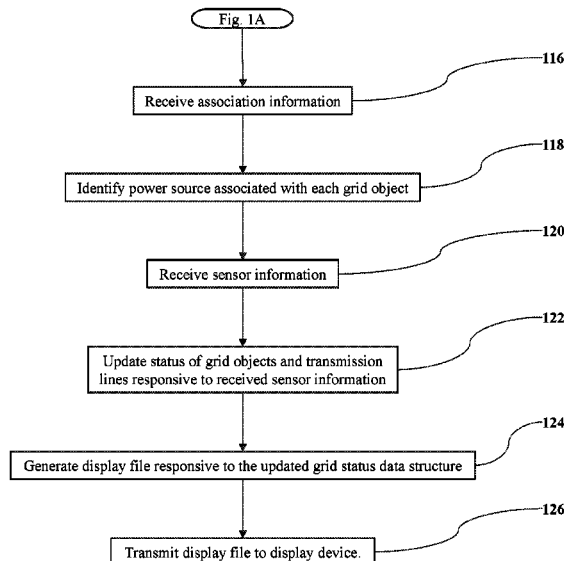 Fig. 1A
116
Receive association information
118
Identify power source associated with each grid object
120
Receive sensor information
122
Update status of grid objects and transmission
lines responsive to received sensor information
124
Generate display file responsive to the updated grid status data structure
126
Transmit display file to display device.